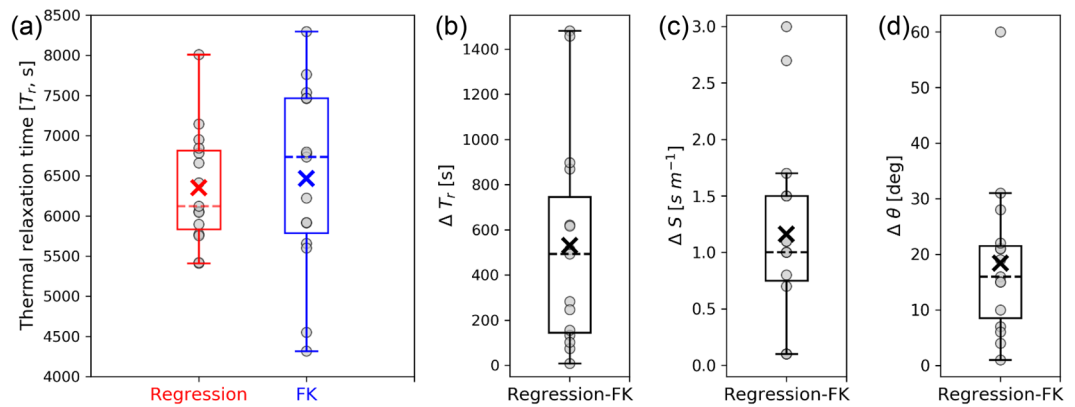 (a)
Thermal relaxation time [Tᵣ, s]
8500
8000
7500
7000
6500
6000
5500
5000
4500
4000
Regression
FK
(b)
Δ Tᵣ [s]
1400
1200
1000
800
600
400
200
0
Regression-FK
(c)
Δ S [s m⁻¹]
3.0
2.5
2.0
1.5
1.0
0.5
0.0
Regression-FK
(d)
Δ θ [deg]
60
50
40
30
20
10
0
Regression-FK